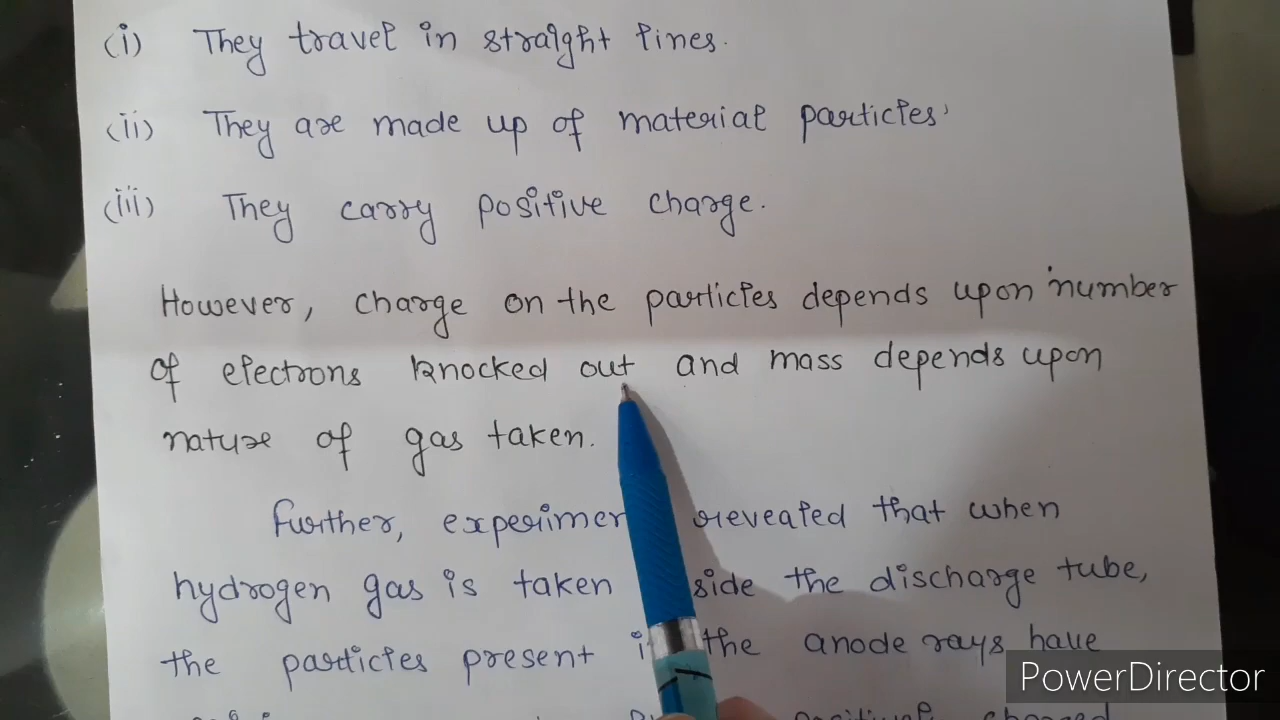 (i) They travel in straight lines.
(ii) They are made up of material particles.
(iii) They carry positive charge.
However, charge on the particles depends upon number
of electrons knocked out and mass depends upon
nature of gas taken.
Further, revealed that when
hydrogen gas is taken the discharge tube,
the particles present the anode rays have
PowerDirector